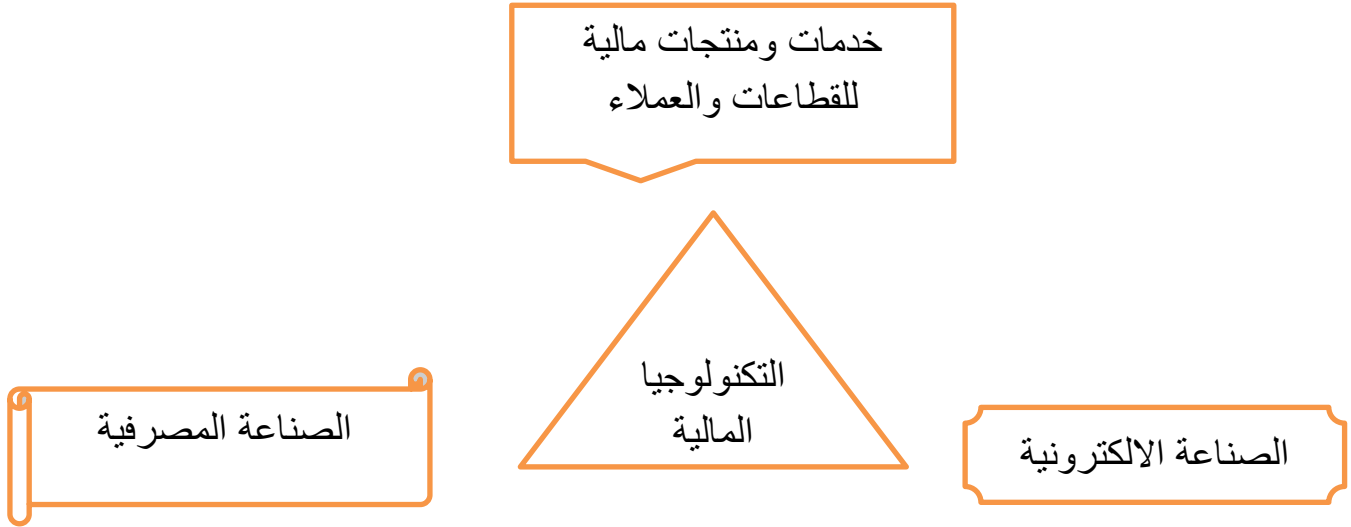 خدمات ومنتجات مالية
للقطاعات والعملاء
التكنولوجيا
المالية
الصناعة الالكترونية
الصناعة المصرفية